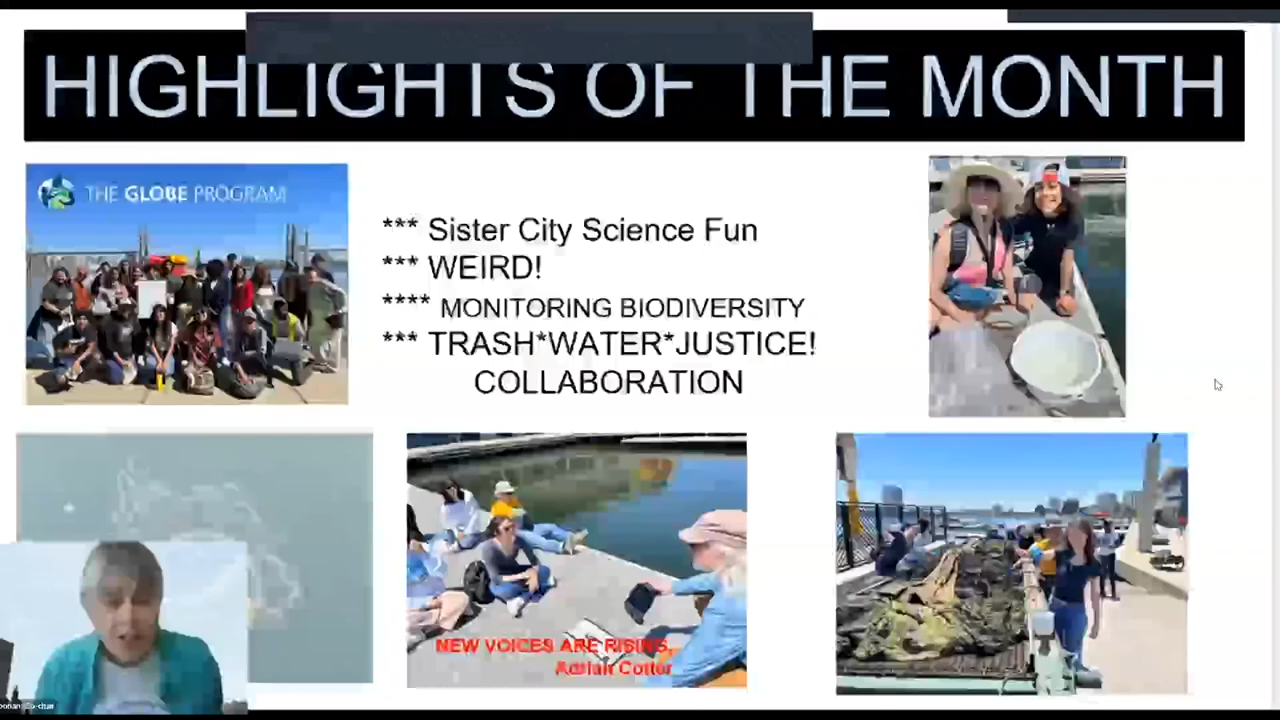 HIGHLIGHTS OF THE MONTH
THE GLOBE PROGRAM
*** Sister City Science Fun
*** WEIRD!
**** MONITORING BIODIVERSITY
*** TRASH*WATER*JUSTICE!
COLLABORATION
NEW VOICES ARE RISING,
Adrian Cotter